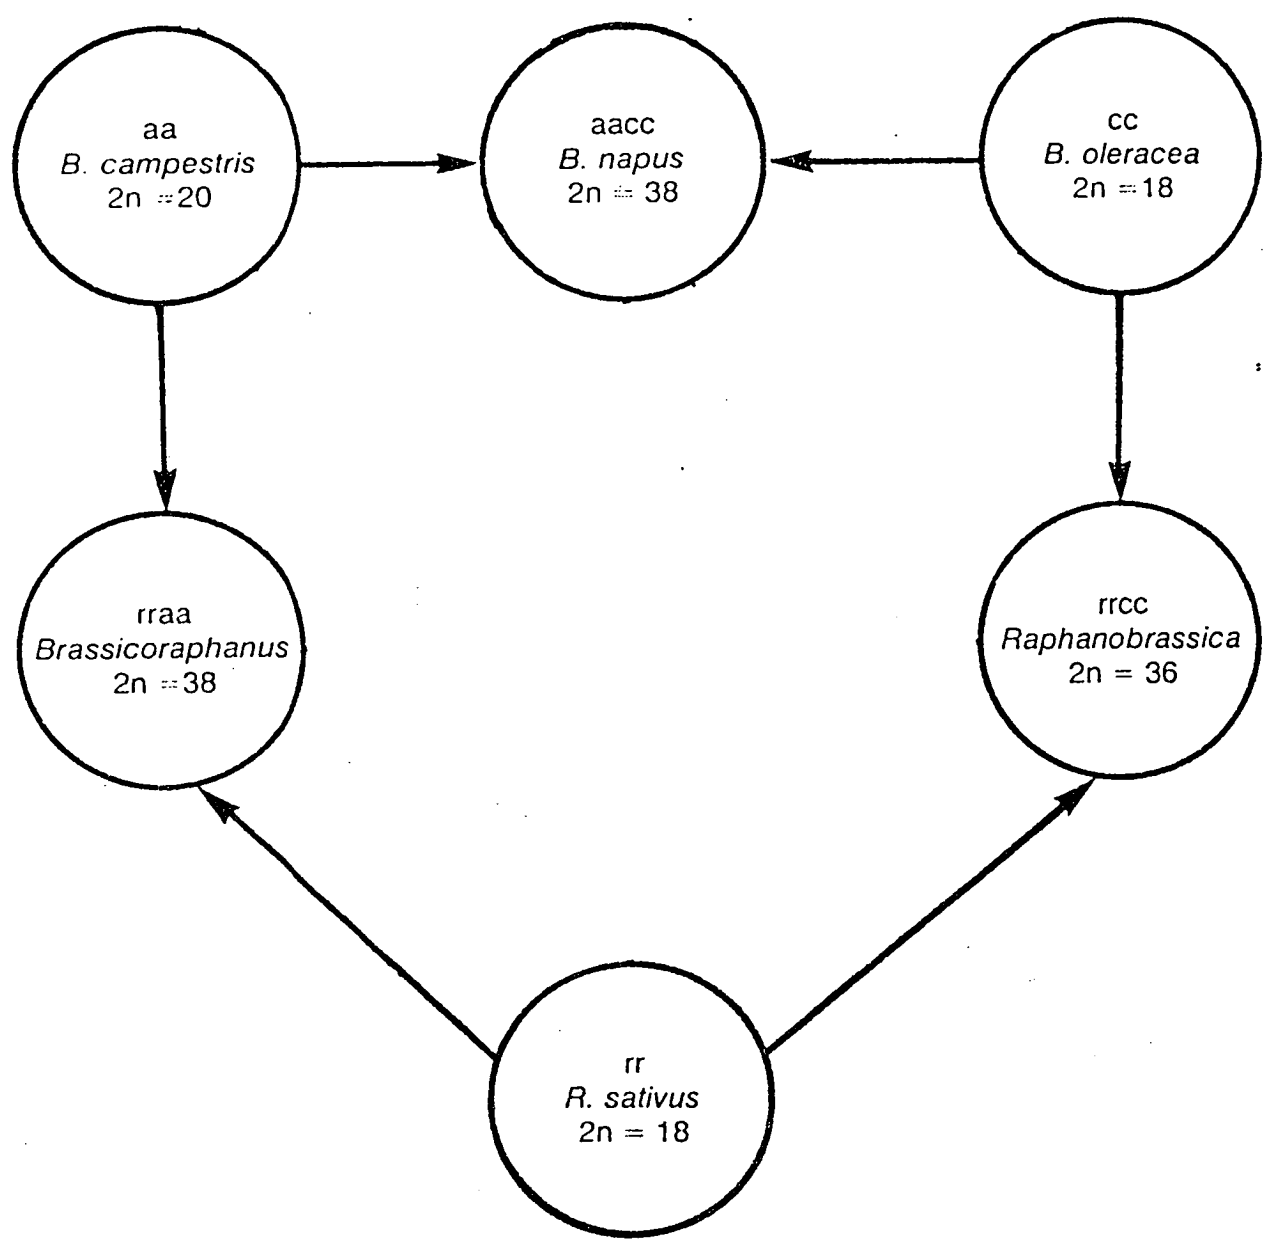 aa
B. campestris
2n = 20
aacc
B. napus
2n = 38
cc
B. oleracea
2n = 18
rraa
Brassicoraphanus
2n = 38
rrcc
Raphanobrassica
2n = 36
rr
R. sativus
2n = 18